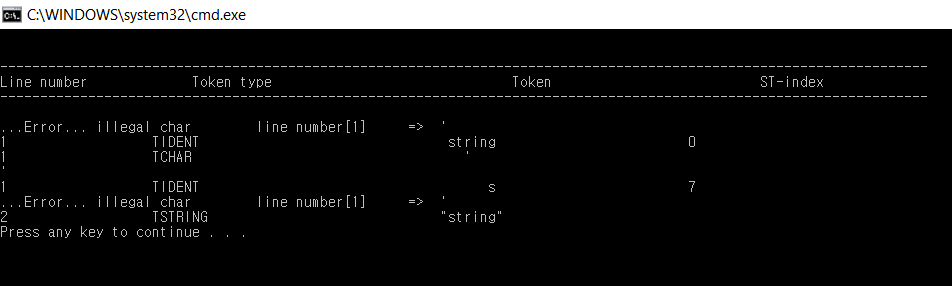 C:\WINDOWS\system32\cmd.exe
--------------------------------------------------------------------------------------------------------------------
Line number             Token type                              Token                          ST-index
--------------------------------------------------------------------------------------------------------------------
...Error... illegal char        line number[1]     =>  '
1                  TIDENT                               string                        0
1                  TCHAR                                  '
'
1                  TIDENT                                    s                        7
...Error... illegal char        line number[1]     =>  '
2                  TSTRING                             "string"
Press any key to continue . . .